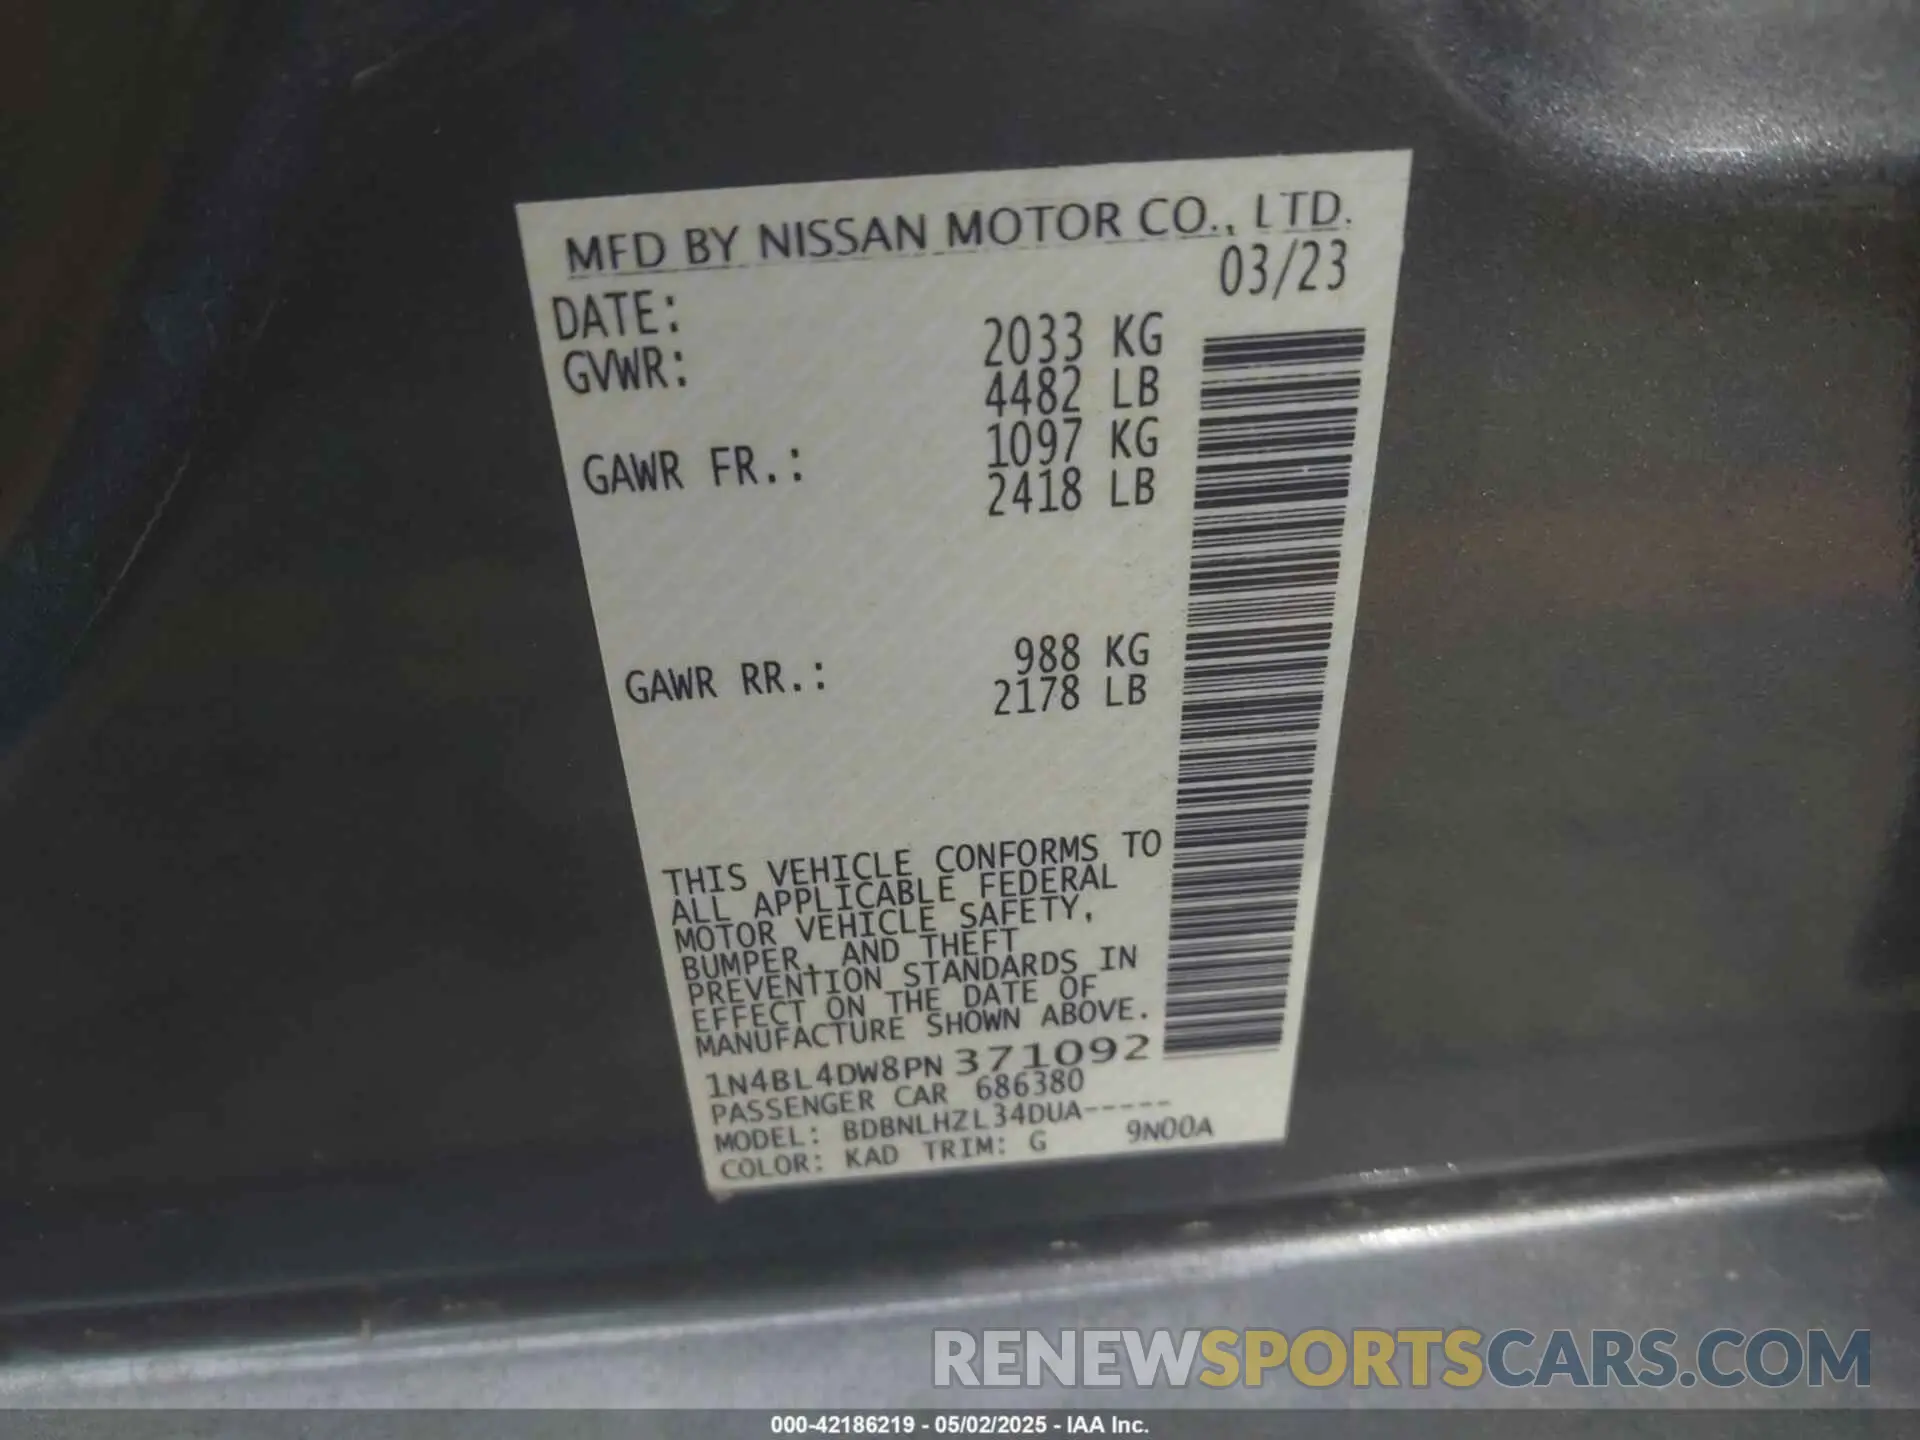 MFD BY NISSAN MOTOR CO., LTD.
DATE: 03/23
GVWR: 2033 KG
4482 LB
GAWR FR.: 1097 KG
2418 LB
GAWR RR.: 988 KG
2178 LB
THIS VEHICLE CONFORMS TO
ALL APPLICABLE FEDERAL
MOTOR VEHICLE SAFETY,
BUMPER, AND THEFT
PREVENTION STANDARDS IN
EFFECT ON THE DATE OF
MANUFACTURE SHOWN ABOVE.
1N4BL4DW8PN371092
PASSENGER CAR 686380
MODEL: BDBNLHZL34DUA-----
COLOR: KAD TRIM: G 9N00A
RENEWSPORTSCARS.COM
000-42186219 - 05/02/2025 - IAA Inc.